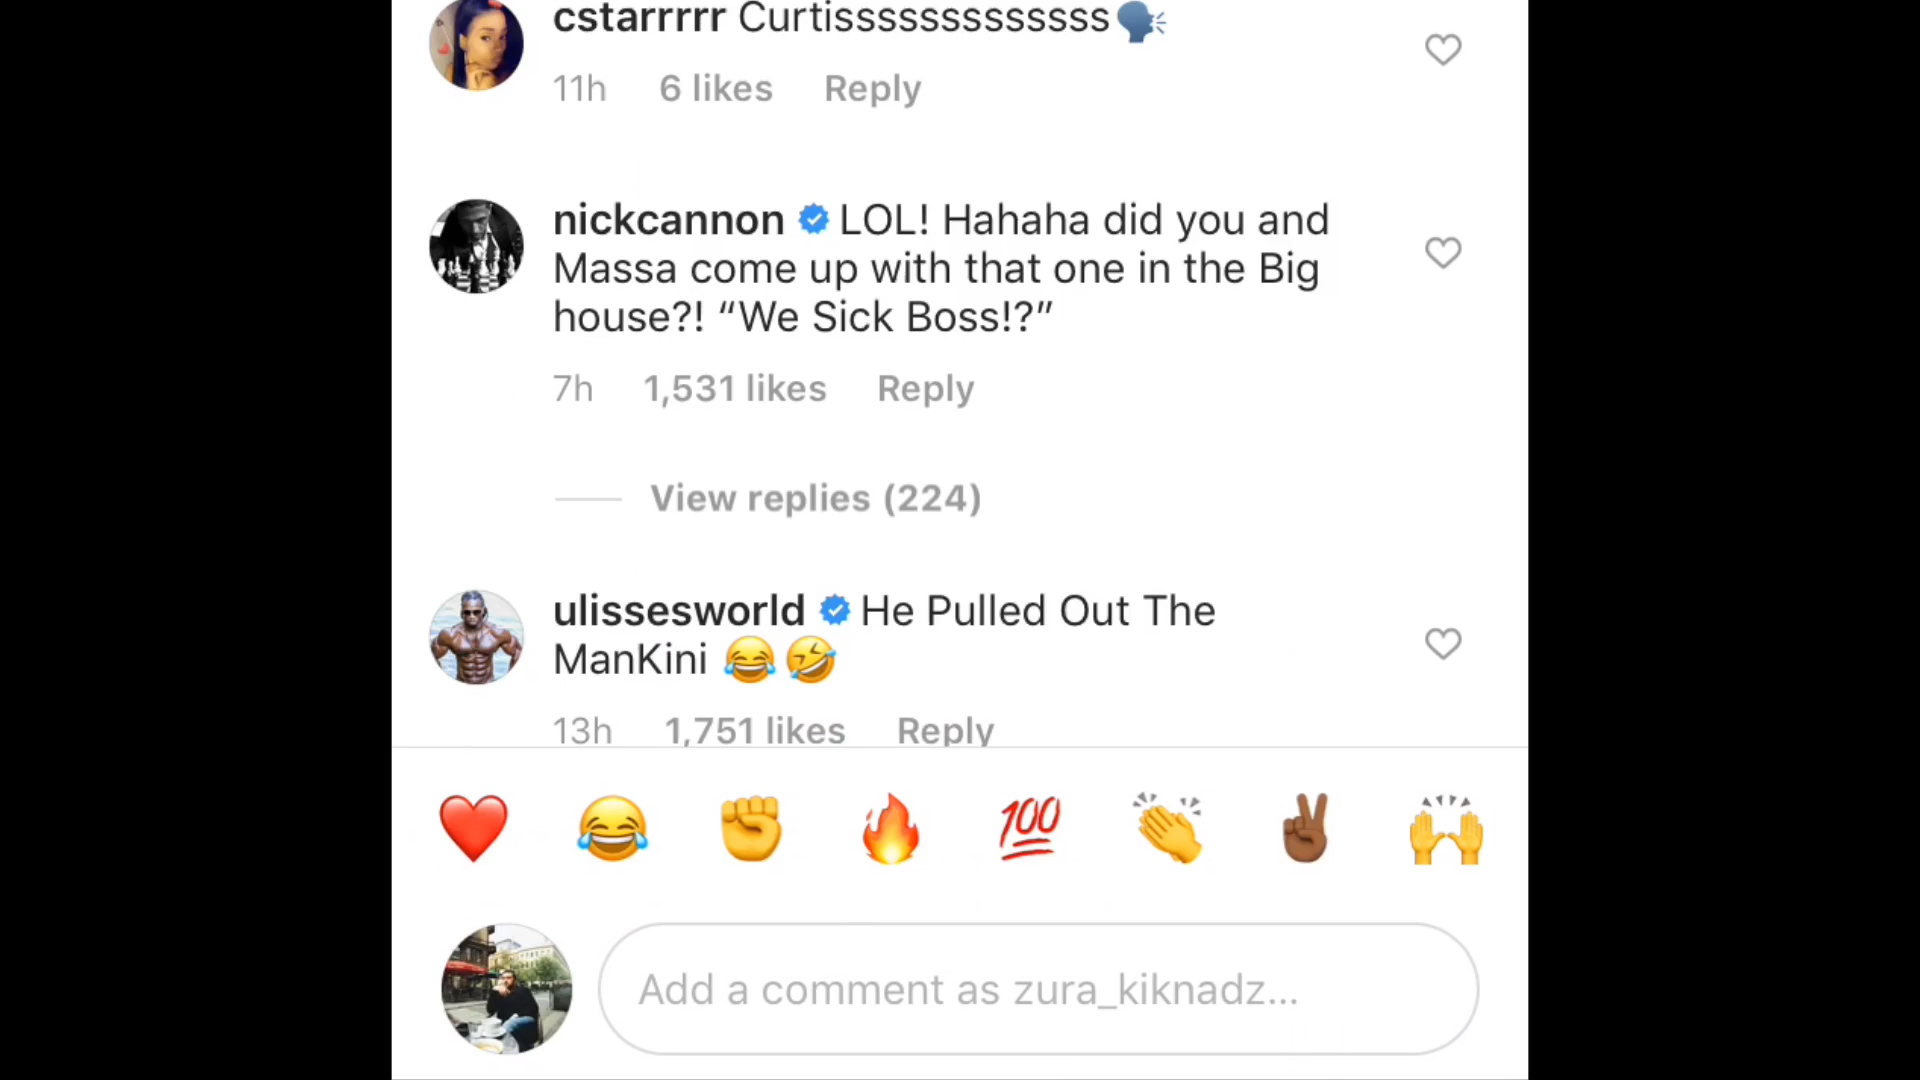 cstarrrrr Curtisssssssssssss🗣
11h 6 likes Reply
nickcannon LOL! Hahaha did you and
Massa come up with that one in the Big
house?! “We Sick Boss!?”
7h 1,531 likes Reply
View replies (224)
ulissesworld He Pulled Out The
ManKini 😂🤣
13h 1,751 likes Reply
❤️ 😂 ✊ 🔥 💯 👏 ✌🏾 🙌
Add a comment as zura_kiknadz...